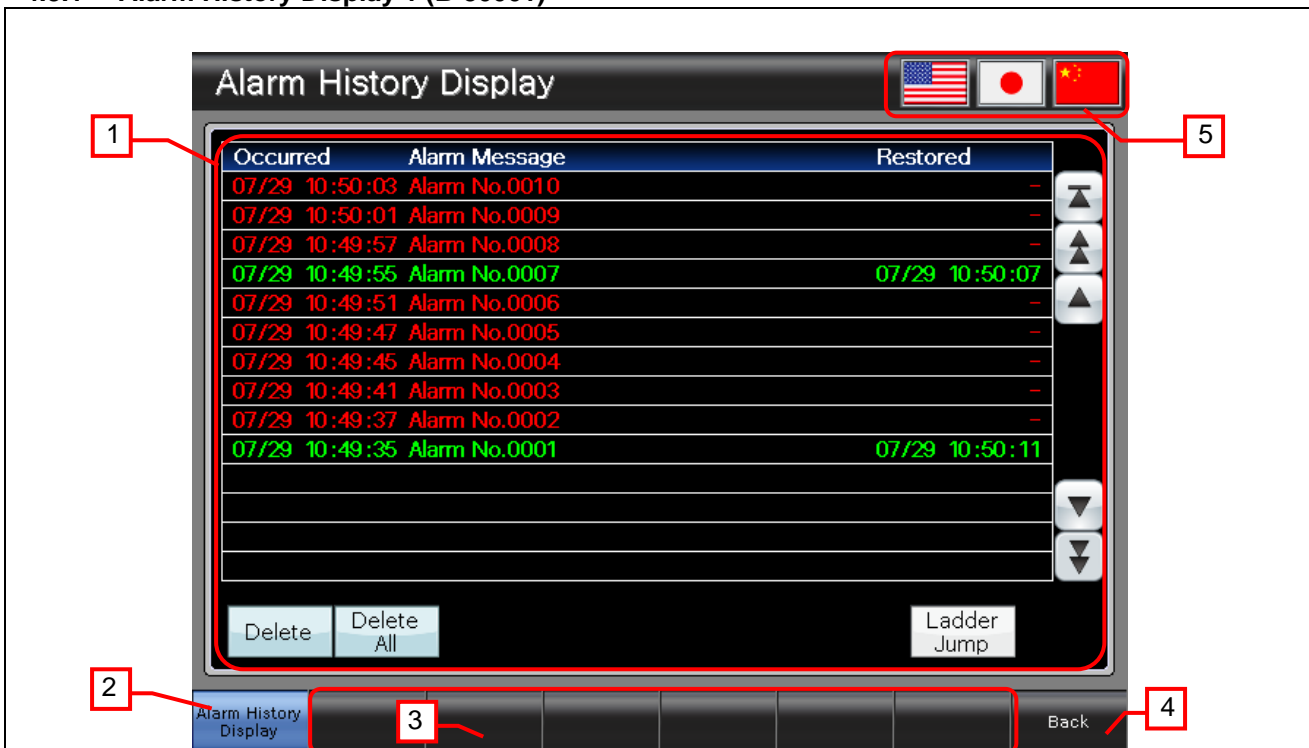 Alarm History Display
1
5
Occurred Alarm Message Restored
07/29 10:50:03 Alarm No.0010 -
07/29 10:50:01 Alarm No.0009 -
07/29 10:49:57 Alarm No.0008 -
07/29 10:49:55 Alarm No.0007 07/29 10:50:07
07/29 10:49:51 Alarm No.0006 -
07/29 10:49:47 Alarm No.0005 -
07/29 10:49:45 Alarm No.0004 -
07/29 10:49:41 Alarm No.0003 -
07/29 10:49:37 Alarm No.0002 -
07/29 10:49:35 Alarm No.0001 07/29 10:50:11
Delete
Delete
All
Ladder
Jump
2
Alarm History
Display
3
Back
4